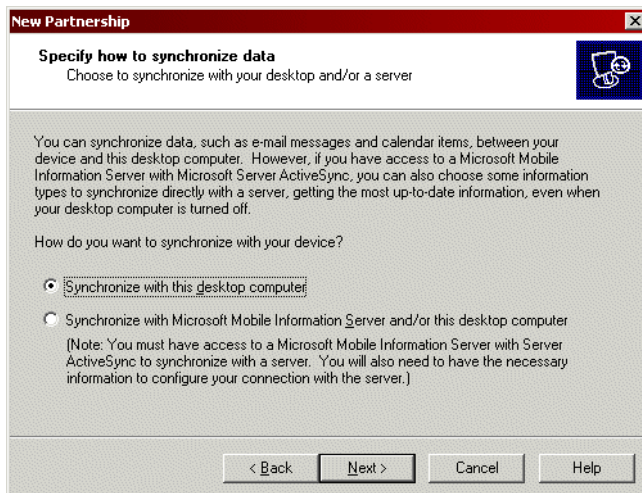 New Partnership
Specify how to synchronize data
Choose to synchronize with your desktop and/or a server
You can synchronize data, such as e-mail messages and calendar items, between your
device and this desktop computer.  However, if you have access to a Microsoft Mobile
Information Server with Microsoft Server ActiveSync, you can also choose some information
types to synchronize directly with a server, getting the most up-to-date information, even when
your desktop computer is turned off.
How do you want to synchronize with your device?
Synchronize with this desktop computer
Synchronize with Microsoft Mobile Information Server and/or this desktop computer
(Note: You must have access to a Microsoft Mobile Information Server with Server
ActiveSync to synchronize with a server.  You will also need to have the necessary
information to configure your connection with the server.)
< Back Next > Cancel Help